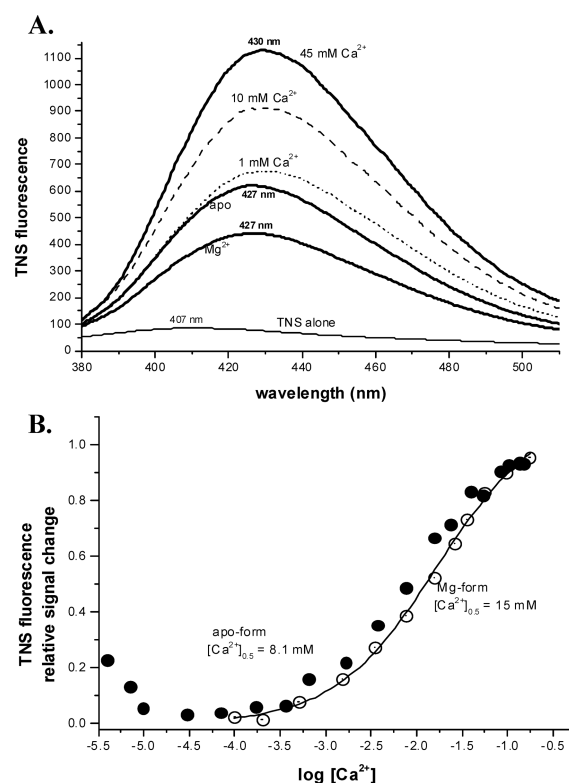 A.
1100
1000
900
800
700
600
500
400
300
200
100
0
TNS fluorescence
430 nm
45 mM Ca²⁺
10 mM Ca²⁺
1 mM Ca²⁺
427 nm
apo
427 nm
Mg²⁺
407 nm
TNS alone
380 400 420 440 460 480 500
wavelength (nm)
B.
1.0
0.8
0.6
0.4
0.2
0.0
TNS fluorescence
relative signal change
Mg-form
[Ca²⁺]₀.₅ = 15 mM
apo-form
[Ca²⁺]₀.₅ = 8.1 mM
-5.5 -5.0 -4.5 -4.0 -3.5 -3.0 -2.5 -2.0 -1.5 -1.0 -0.5
log [Ca²⁺]